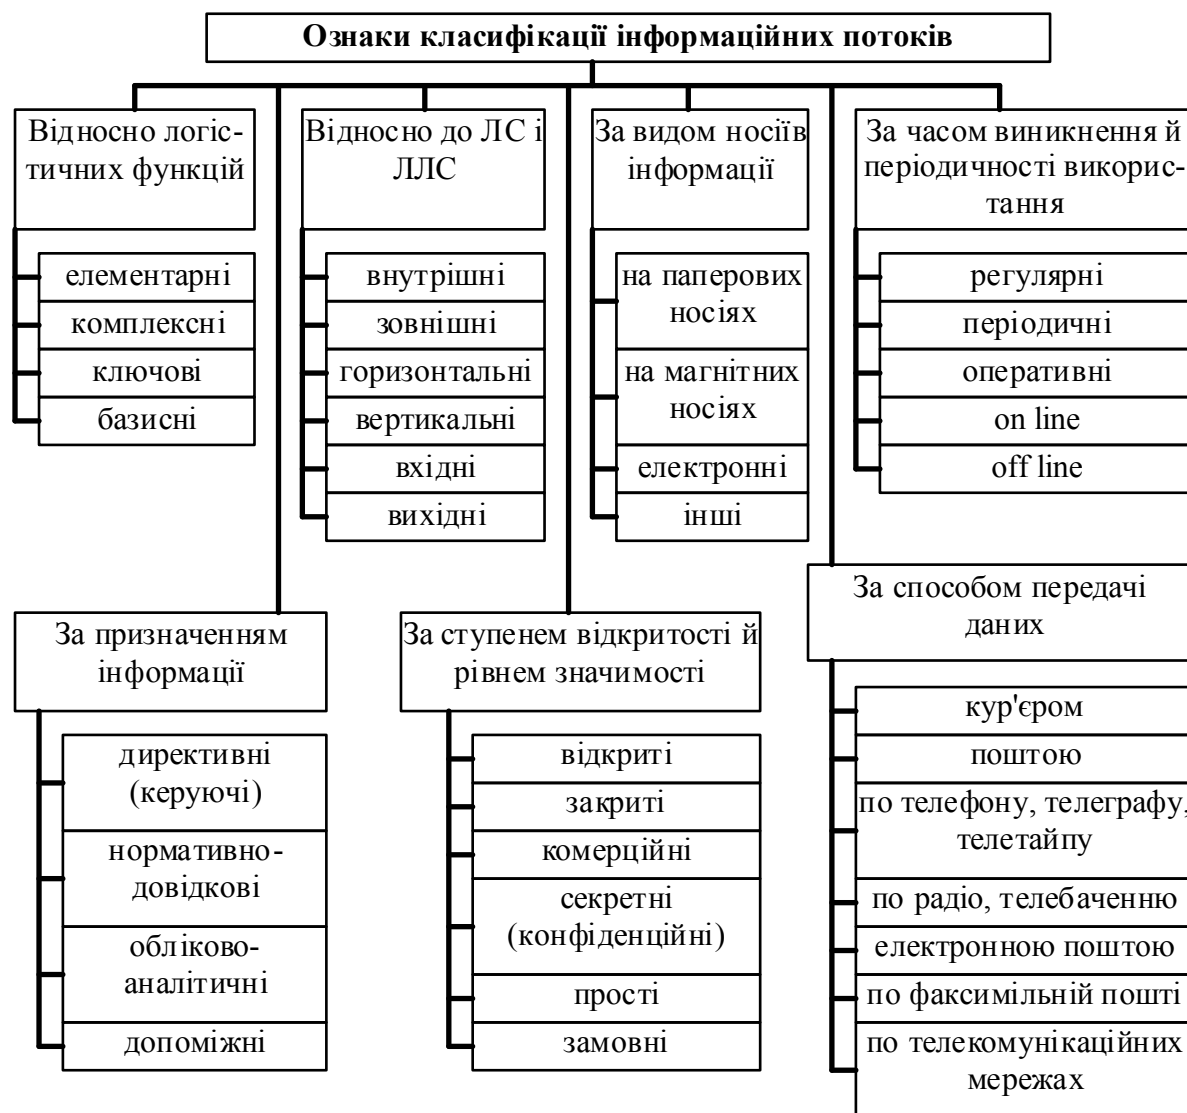 Ознаки класифікації інформаційних потоків
Відносно логіс-
тичних функцій
елементарні
комплексні
ключові
базисні
Відносно до ЛС і
ЛЛС
внутрішні
зовнішні
горизонтальні
вертикальні
вхідні
вихідні
За видом носіїв
інформації
на паперових
носіях
на магнітних
носіях
електронні
інші
За часом виникнення й
періодичності викорис-
тання
регулярні
періодичні
оперативні
on line
off line
За призначенням
інформації
директивні
(керуючі)
нормативно-
довідкові
обліково-
аналітичні
допоміжні
За ступенем відкритості й
рівнем значимості
відкриті
закриті
комерційні
секретні
(конфіденційні)
прості
замовні
За способом передачі
даних
кур'єром
поштою
по телефону, телеграфу,
телетайпу
по радіо, телебаченню
електронною поштою
по факсимільній пошті
по телекомунікаційних
мережах